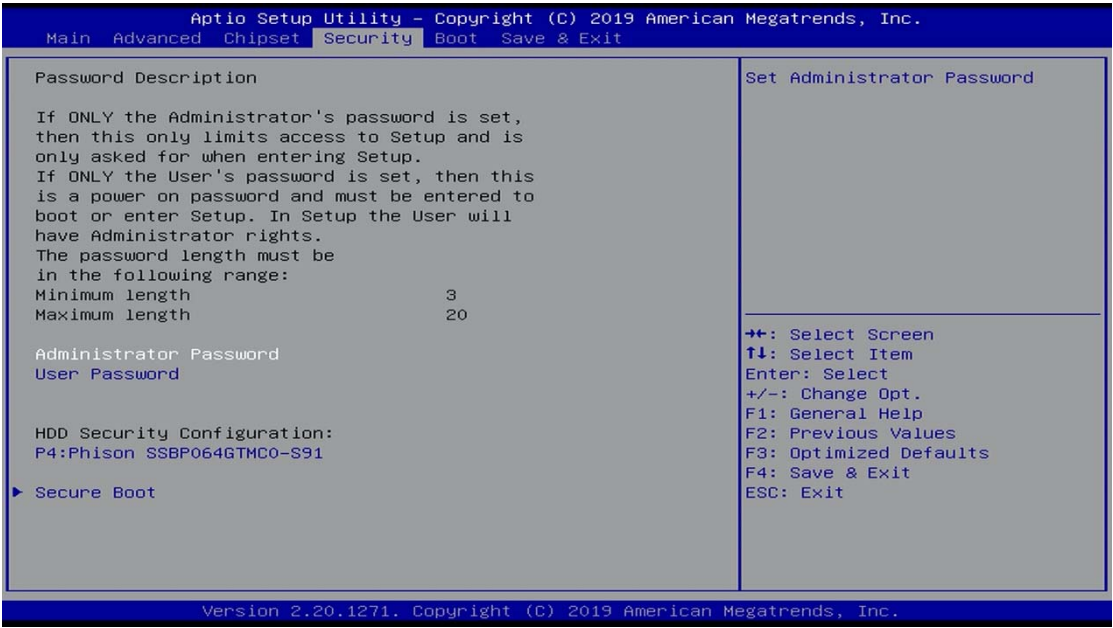 Aptio Setup Utility – Copyright (C) 2019 American Megatrends, Inc.
Main Advanced Chipset Security Boot Save & Exit
Password Description
If ONLY the Administrator's password is set,
then this only limits access to Setup and is
only asked for when entering Setup.
If ONLY the User's password is set, then this
is a power on password and must be entered to
boot or enter Setup. In Setup the User will
have Administrator rights.
The password length must be
in the following range:
Minimum length 3
Maximum length 20
Administrator Password
User Password
HDD Security Configuration:
P4:Phison SSBP064GTMC0-S91
Secure Boot
Set Administrator Password
→←: Select Screen
↑↓: Select Item
Enter: Select
+/-: Change Opt.
F1: General Help
F2: Previous Values
F3: Optimized Defaults
F4: Save & Exit
ESC: Exit
Version 2.20.1271. Copyright (C) 2019 American Megatrends, Inc.